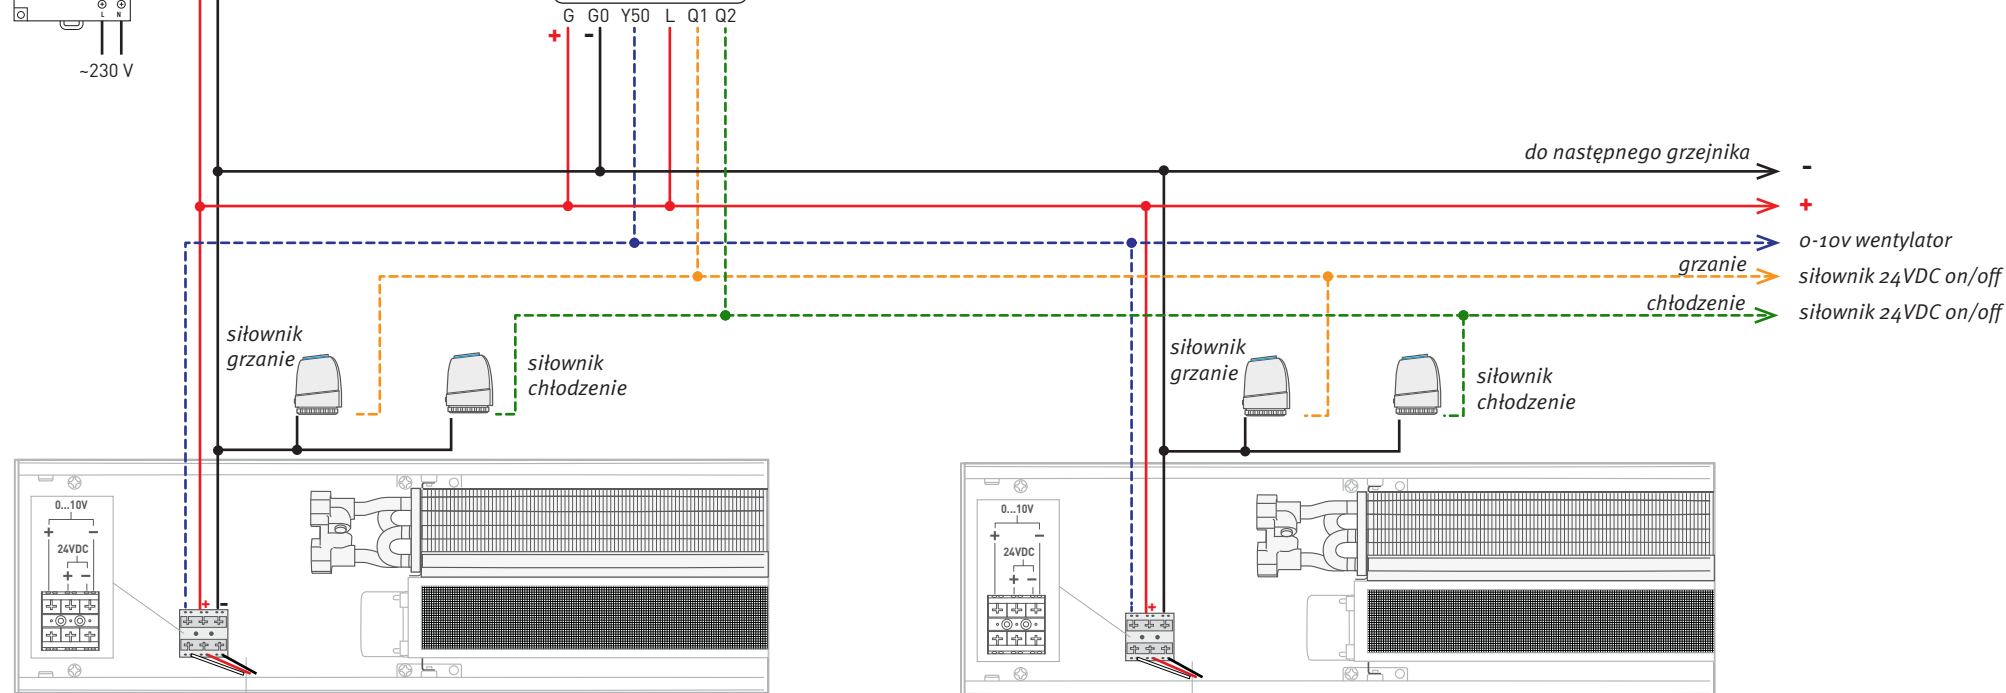 L N
~230 V
G G0 Y50 L Q1 Q2
+ -
do następnego grzejnika -
+
0-10v wentylator
grzanie siłownik 24VDC on/off
chłodzenie siłownik 24VDC on/off
siłownik
grzanie
siłownik
chłodzenie
siłownik
grzanie
siłownik
chłodzenie
0...10V
+ −
24VDC
+ −
+ -
0...10V
+ −
24VDC
+ −
+